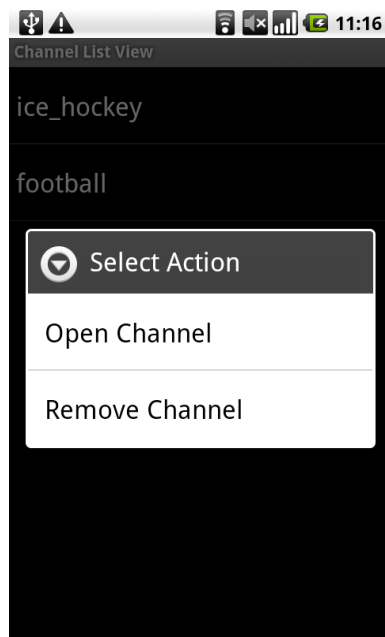 11:16
Channel List View
ice_hockey
football
Select Action
Open Channel
Remove Channel